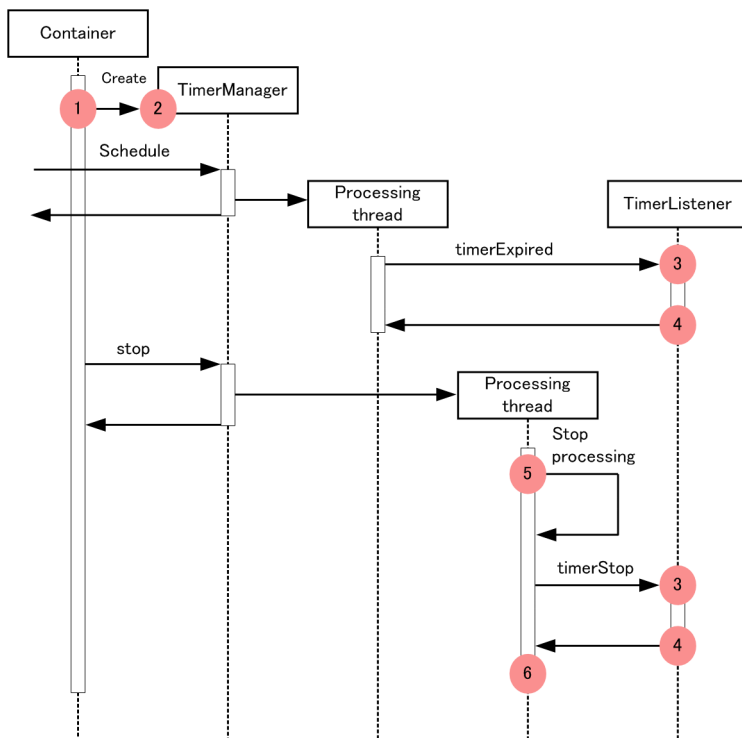 Container
Create
TimerManager
1
2
Schedule
Processing
thread
TimerListener
timerExpired
3
4
stop
Processing
thread
Stop
processing
5
timerStop
3
4
6